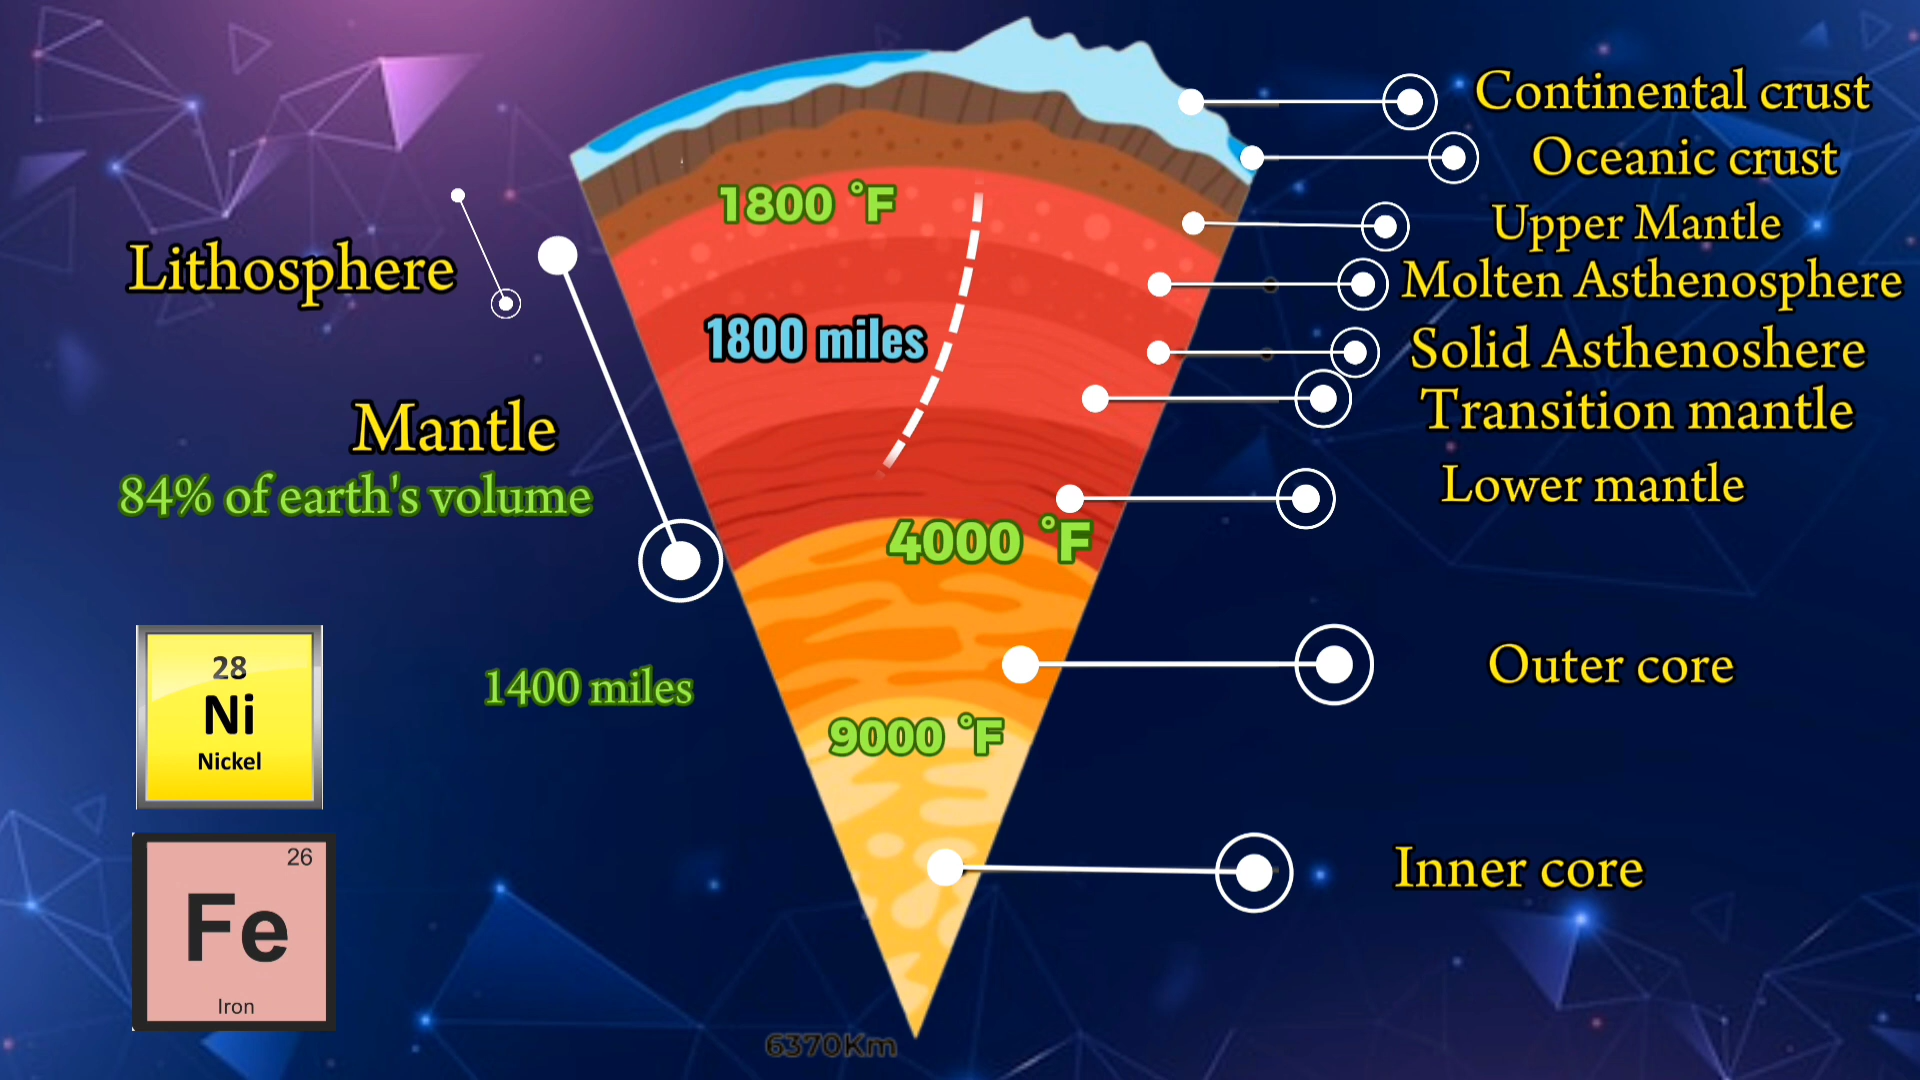 Continental crust
Oceanic crust
1800 °F
Upper Mantle
Lithosphere
Molten Asthenosphere
1800 miles
Solid Asthenoshere
Transition mantle
Mantle
84% of earth's volume
Lower mantle
4000 °F
Outer core
1400 miles
28
Ni
Nickel
9000 °F
Inner core
26
Fe
Iron
6370Km